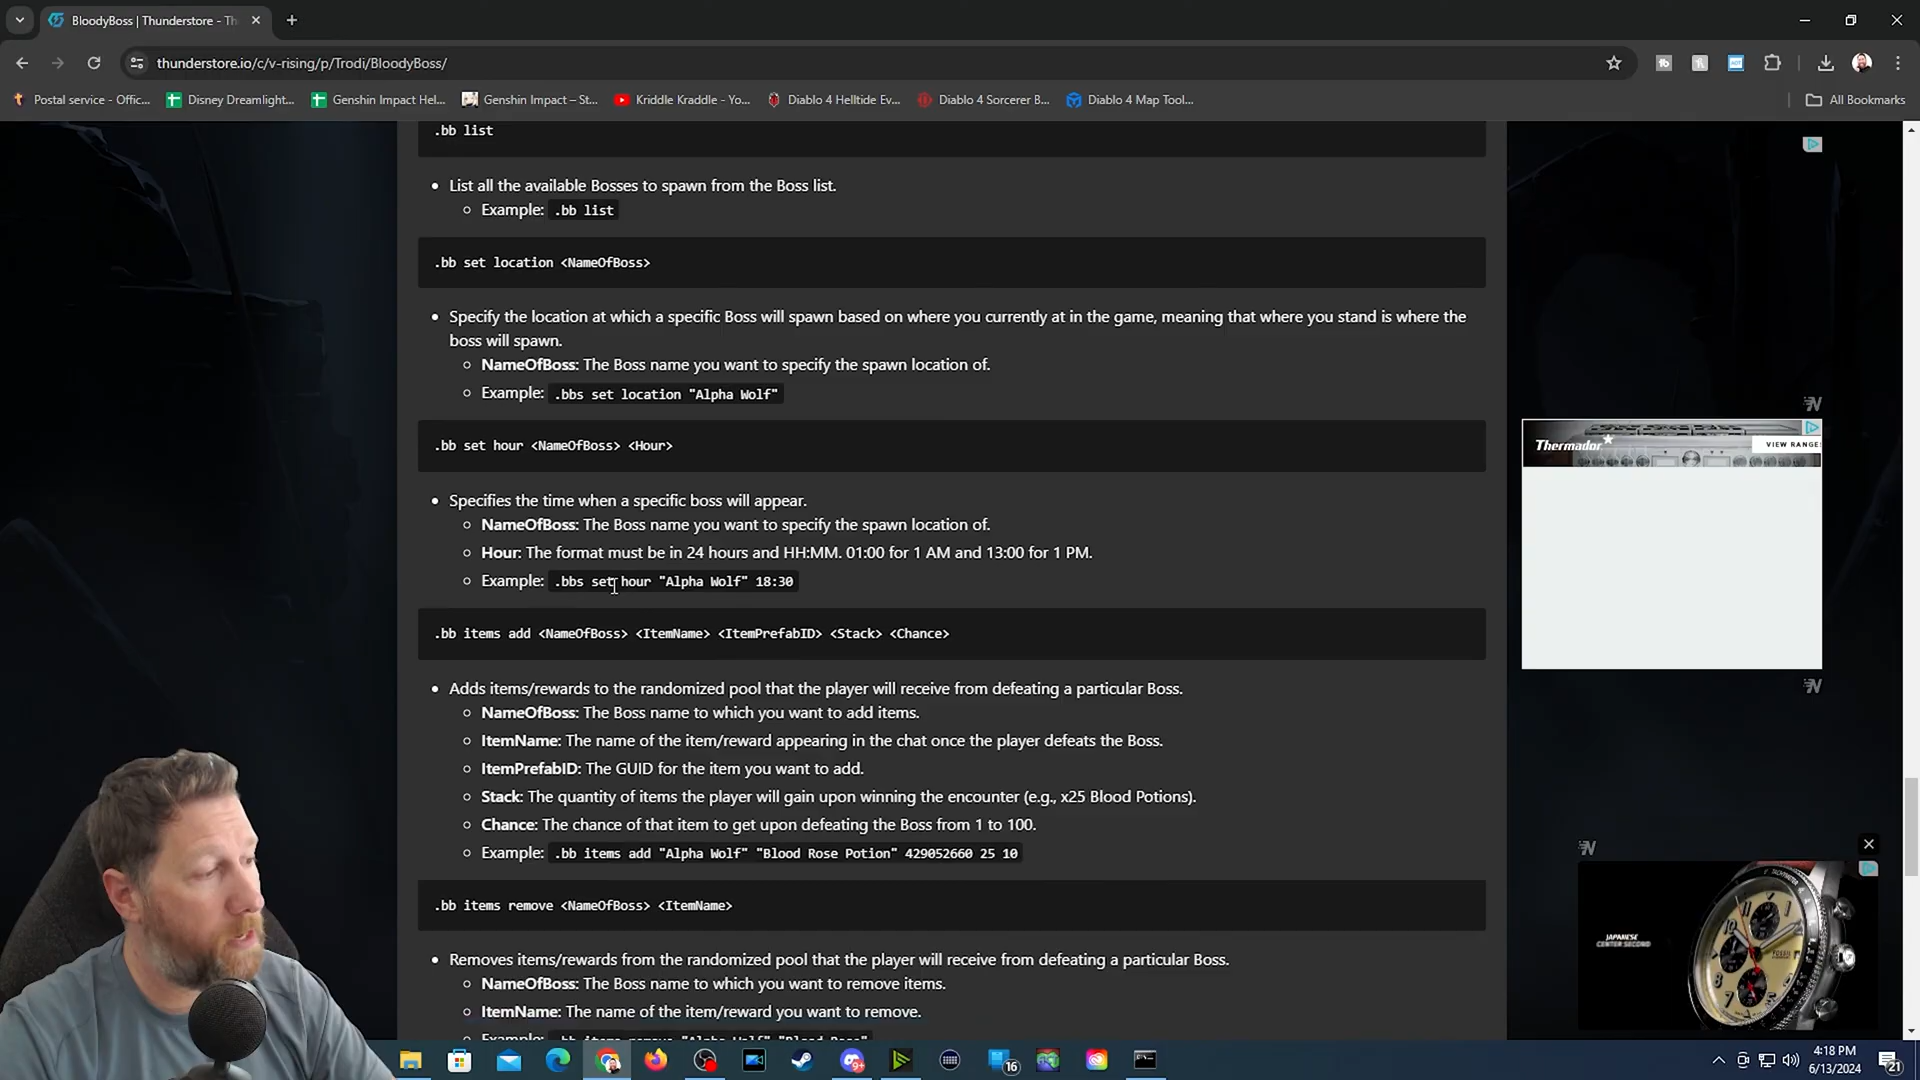 BloodyBoss | Thunderstore - Th
thunderstore.io/c/v-rising/p/Trodi/BloodyBoss/
Postal service - Offic... Disney Dreamlight... Genshin Impact Hel... Genshin Impact – St... Kriddle Kraddle - Yo... Diablo 4 Helltide Ev... Diablo 4 Sorcerer B... Diablo 4 Map Tool... All Bookmarks
.bb list
List all the available Bosses to spawn from the Boss list.
Example: .bb list
.bb set location <NameOfBoss>
Specify the location at which a specific Boss will spawn based on where you currently at in the game, meaning that where you stand is where the
boss will spawn.
NameOfBoss: The Boss name you want to specify the spawn location of.
Example: .bbs set location "Alpha Wolf"
.bb set hour <NameOfBoss> <Hour>
Specifies the time when a specific boss will appear.
NameOfBoss: The Boss name you want to specify the spawn location of.
Hour: The format must be in 24 hours and HH:MM. 01:00 for 1 AM and 13:00 for 1 PM.
Example: .bbs set hour "Alpha Wolf" 18:30
.bb items add <NameOfBoss> <ItemName> <ItemPrefabID> <Stack> <Chance>
Adds items/rewards to the randomized pool that the player will receive from defeating a particular Boss.
NameOfBoss: The Boss name to which you want to add items.
ItemName: The name of the item/reward appearing in the chat once the player defeats the Boss.
ItemPrefabID: The GUID for the item you want to add.
Stack: The quantity of items the player will gain upon winning the encounter (e.g., x25 Blood Potions).
Chance: The chance of that item to get upon defeating the Boss from 1 to 100.
Example: .bb items add "Alpha Wolf" "Blood Rose Potion" 429052660 25 10
.bb items remove <NameOfBoss> <ItemName>
Removes items/rewards from the randomized pool that the player will receive from defeating a particular Boss.
NameOfBoss: The Boss name to which you want to remove items.
ItemName: The name of the item/reward you want to remove.
Example: .bb items remove "Alpha Wolf" "Blood Rose"
Thermador VIEW RANGE
JAPANESE
CENTER SECOND
FOSSIL
9+
16
4:18 PM
6/13/2024
21